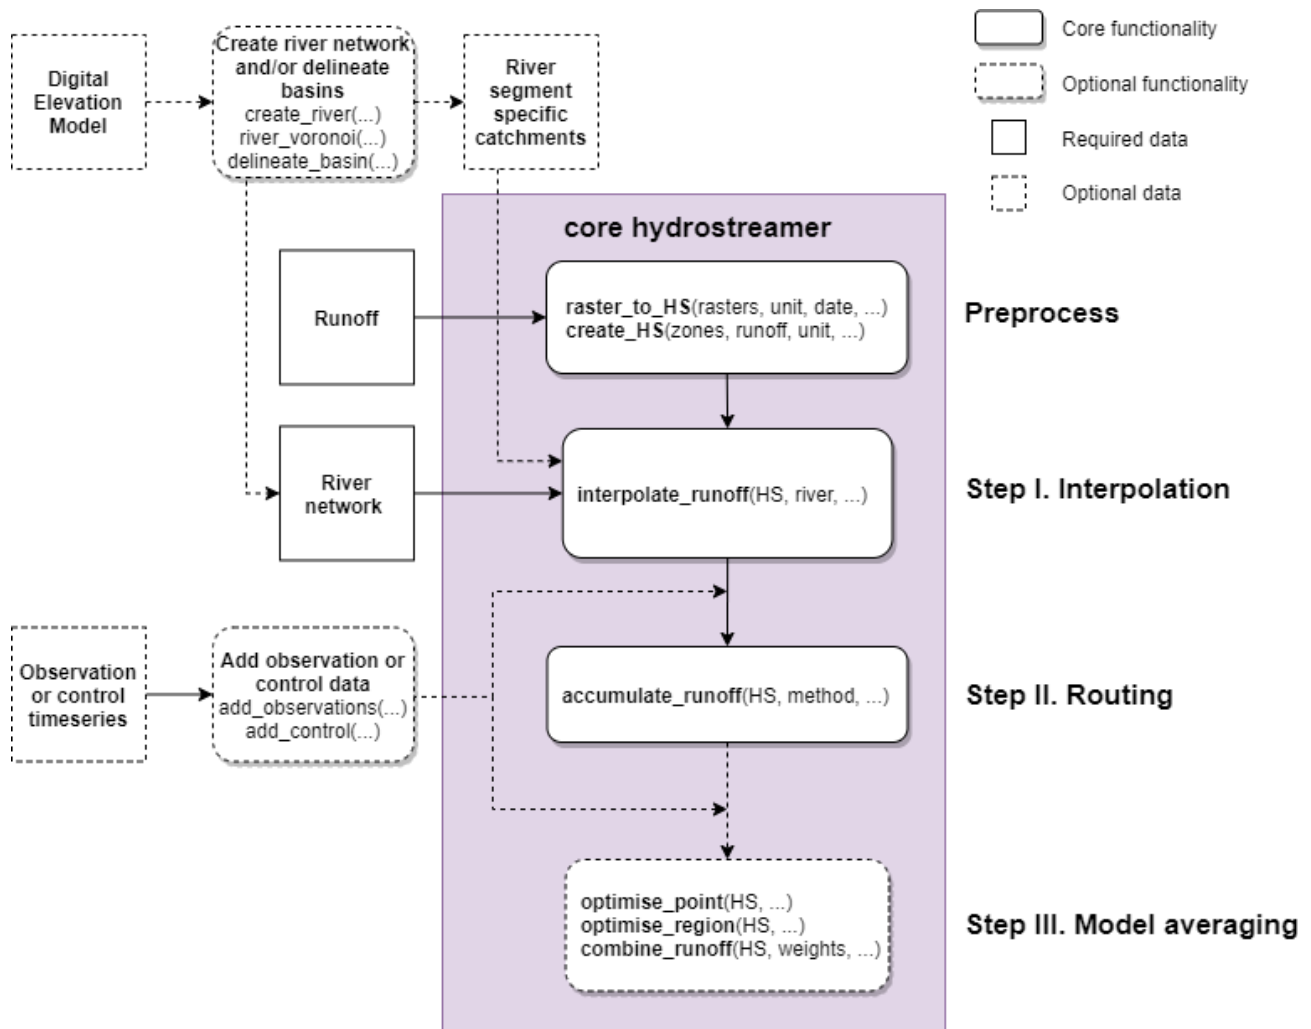 Digital
Elevation
Model
Create river network
and/or delineate
basins
create_river(...)
river_voronoi(...)
delineate_basin(...)
River
segment
specific
catchments
Core functionality
Optional functionality
Required data
Optional data
core hydrostreamer
Runoff
raster_to_HS(rasters, unit, date, ...)
create_HS(zones, runoff, unit, ...)
Preprocess
River
network
interpolate_runoff(HS, river, ...)
Step I. Interpolation
Observation
or control
timeseries
Add observation or
control data
add_observations(...)
add_control(...)
accumulate_runoff(HS, method, ...)
Step II. Routing
optimise_point(HS, ...)
optimise_region(HS, ...)
combine_runoff(HS, weights, ...)
Step III. Model averaging